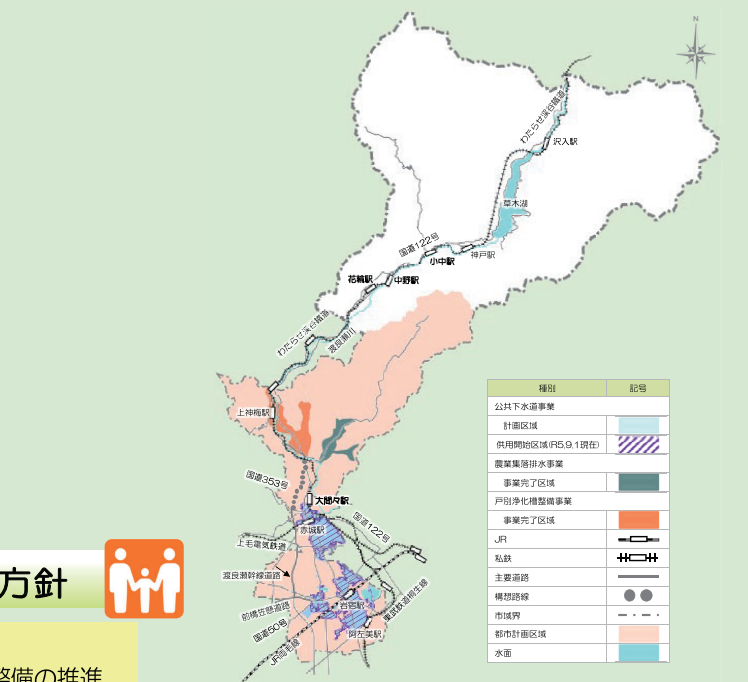 N
わたらせ渓谷鐵道
沢入駅
草木湖
国道122号
神戸駅
小中駅
花輪駅
中野駅
わたらせ渓谷鐵道
渡良瀬川
上神梅駅
国道353号
大間々駅
赤城駅
国道122号
上毛電気鉄道
渡良瀬幹線道路
前橋笠懸道路
岩宿駅
東武鉄道桐生線
国道50号
阿左美駅
JR両毛線
種別 記号
公共下水道事業
計画区域
供用開始区域(R5.9.1現在)
農業集落排水事業
事業完了区域
戸別浄化槽整備事業
事業完了区域
JR
私鉄
主要道路
構想路線
市域界
都市計画区域
水面
方針
整備の推進